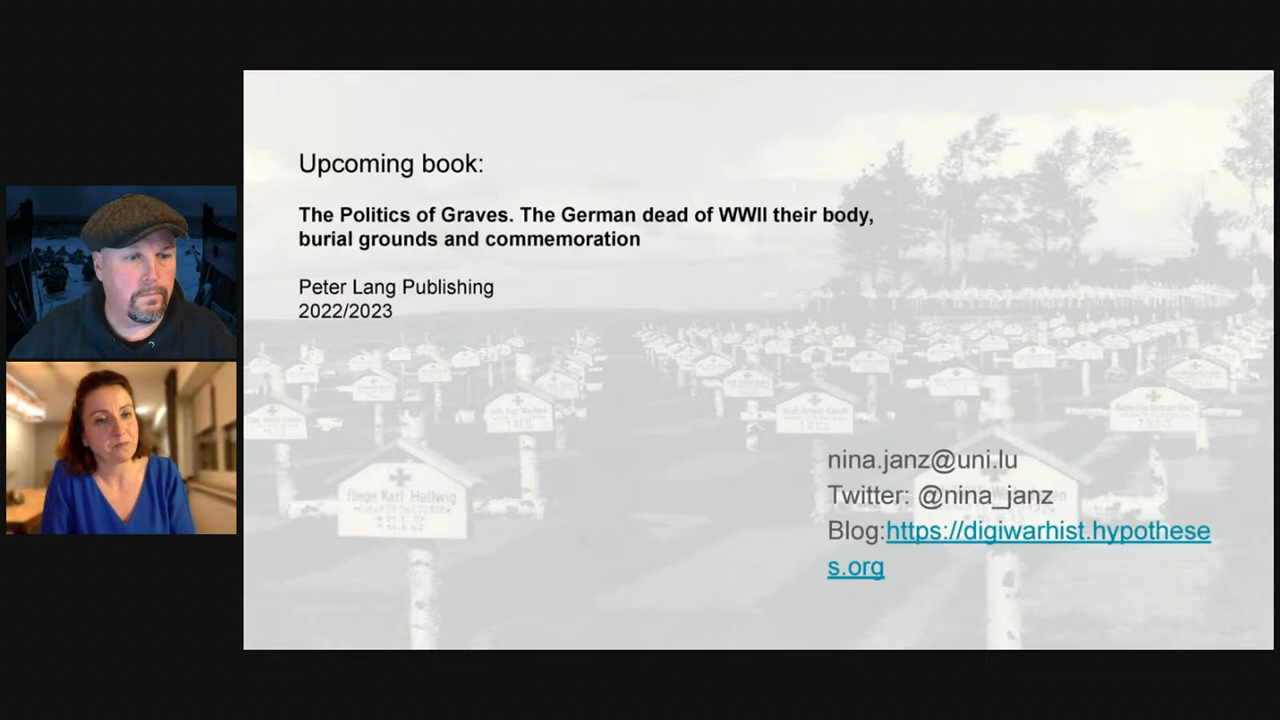 Upcoming book:
The Politics of Graves. The German dead of WWII their body,
burial grounds and commemoration
Peter Lang Publishing
2022/2023
Flieger Karl Hellwig
nina.janz@uni.lu
Twitter: @nina_janz
Blog:https://digiwarhist.hypothese
s.org